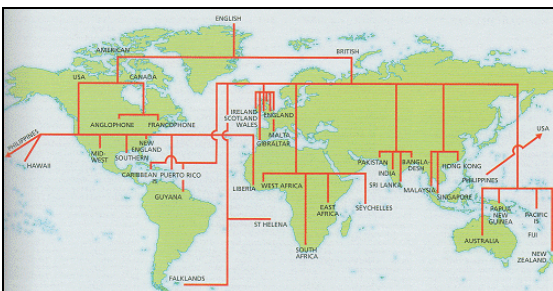 ENGLISH
AMERICAN
BRITISH
USA
CANADA
ANGLOPHONE
FRANCOPHONE
IRELAND
SCOTLAND
WALES
ENGLAND
MALTA
GIBRALTAR
PHILIPPINES
HAWAII
MID-
WEST
NEW
ENGLAND
SOUTHERN
CARIBBEAN
IS
PUERTO RICO
GUYANA
LIBERIA
WEST AFRICA
EAST
AFRICA
SEYCHELLES
ST HELENA
SOUTH
AFRICA
FALKLANDS
PAKISTAN
INDIA
SRI LANKA
BANGLA-
DESH
MALAYSIA
HONG KONG
SINGAPORE
PHILIPPINES
USA
PAPUA
NEW
GUINEA
PACIFIC
IS
FIJI
AUSTRALIA
NEW
ZEALAND